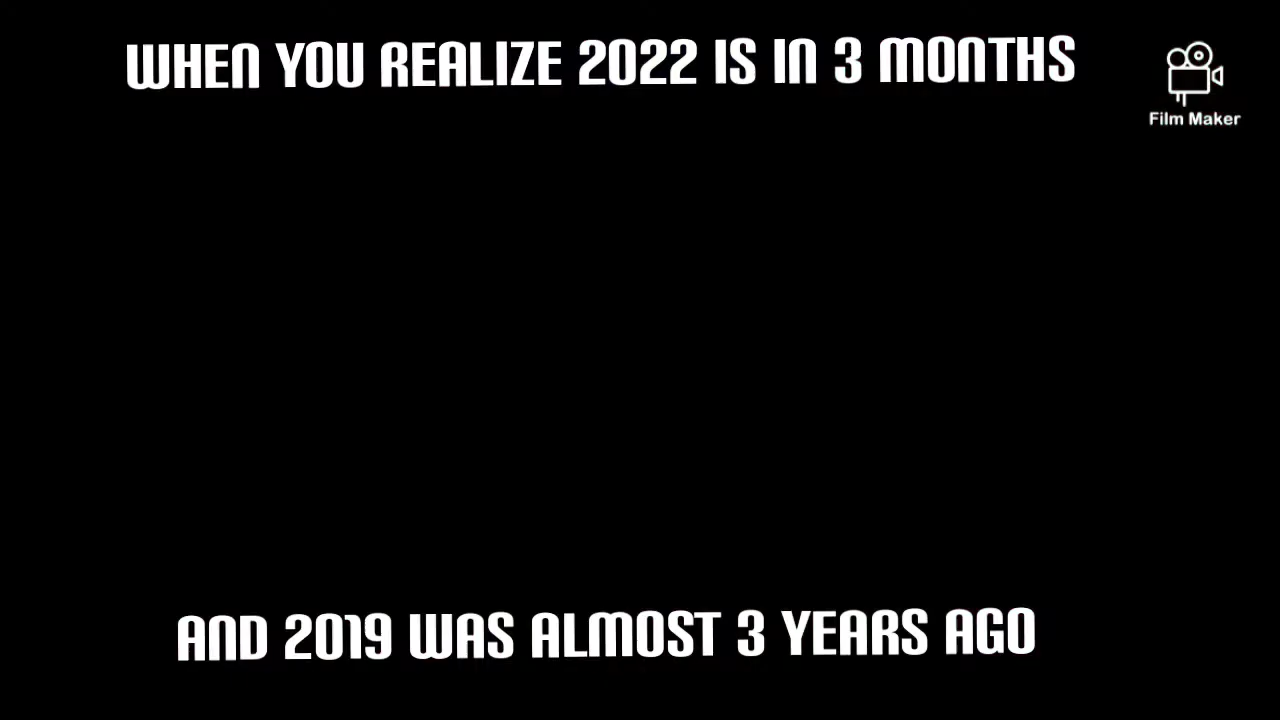 WHEN YOU REALIZE 2022 IS IN 3 MONTHS
Film Maker
AND 2019 WAS ALMOST 3 YEARS AGO